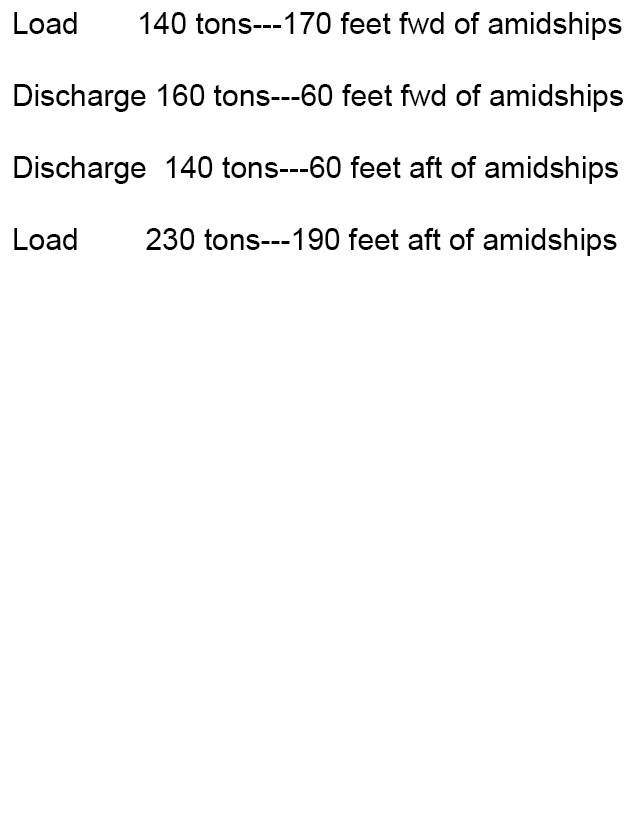 Load 140 tons---170 feet fwd of amidships
Discharge 160 tons---60 feet fwd of amidships
Discharge 140 tons---60 feet aft of amidships
Load 230 tons---190 feet aft of amidships